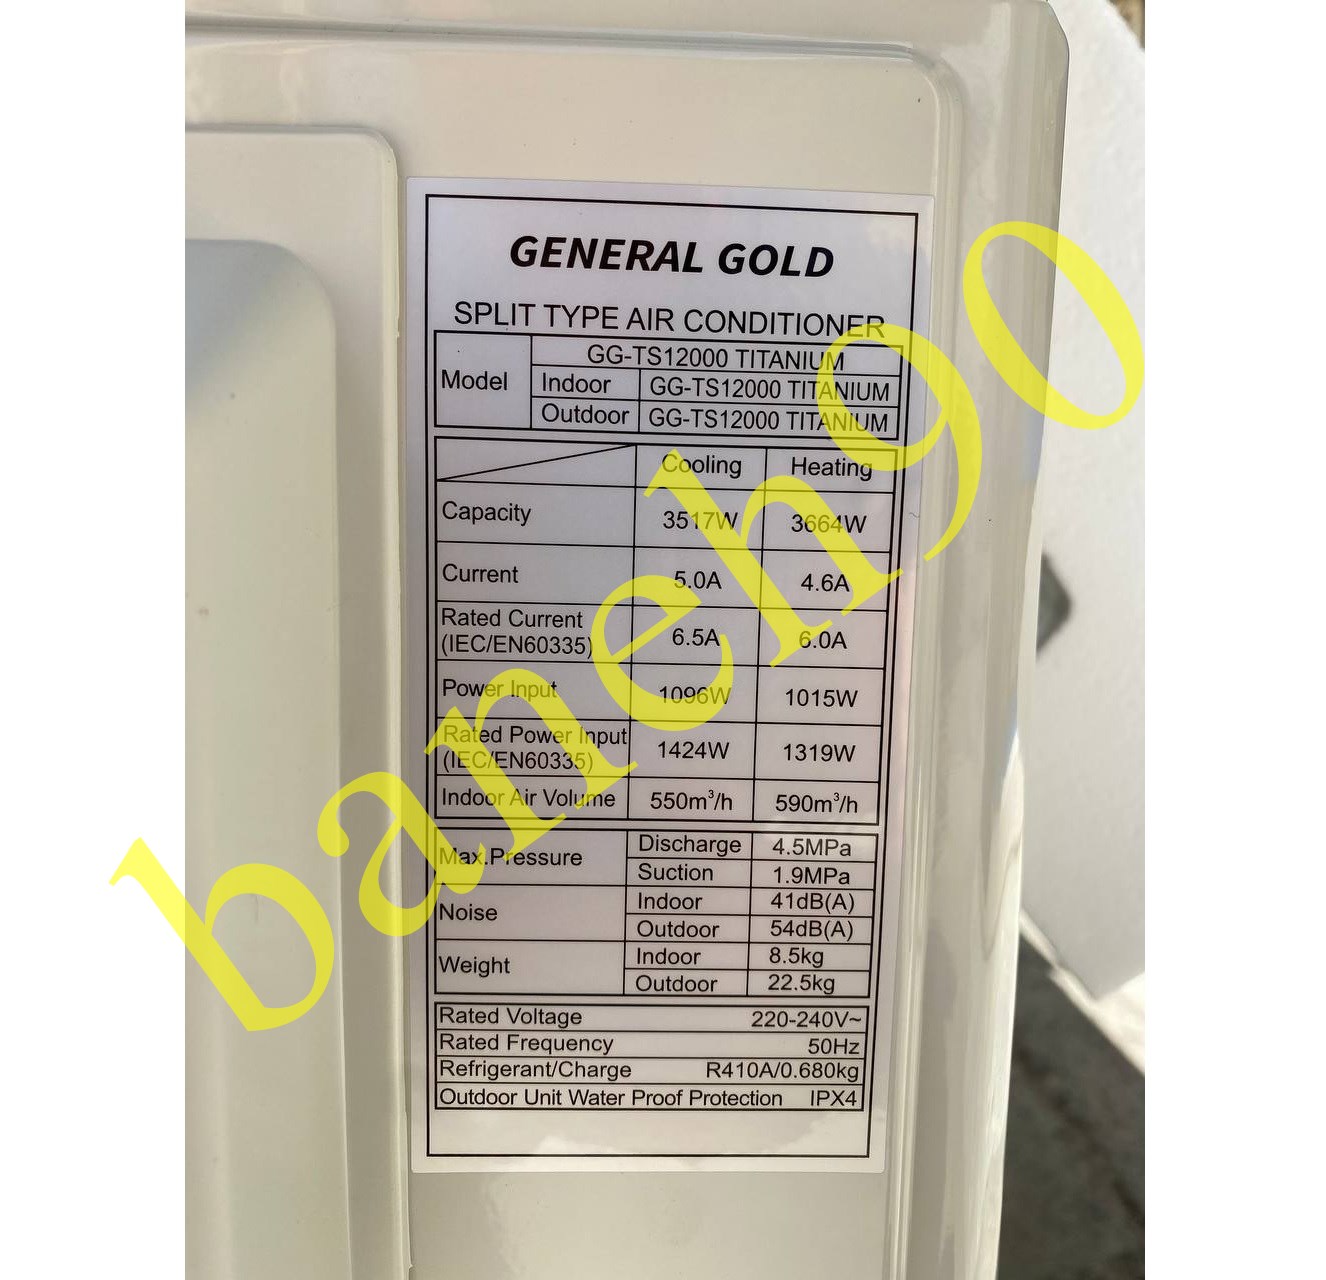 GENERAL GOLD
SPLIT TYPE AIR CONDITIONER
Model GG-TS12000 TITANIUM
Indoor GG-TS12000 TITANIUM
Outdoor GG-TS12000 TITANIUM
Cooling Heating
Capacity 3517W 3664W
Current 5.0A 4.6A
Rated Current (IEC/EN60335) 6.5A 6.0A
Power Input 1096W 1015W
Rated Power Input (IEC/EN60335) 1424W 1319W
Indoor Air Volume 550m³/h 590m³/h
Max.Pressure Discharge 4.5MPa
Suction 1.9MPa
Noise Indoor 41dB(A)
Outdoor 54dB(A)
Weight Indoor 8.5kg
Outdoor 22.5kg
Rated Voltage 220-240V~
Rated Frequency 50Hz
Refrigerant/Charge R410A/0.680kg
Outdoor Unit Water Proof Protection IPX4
baneh90